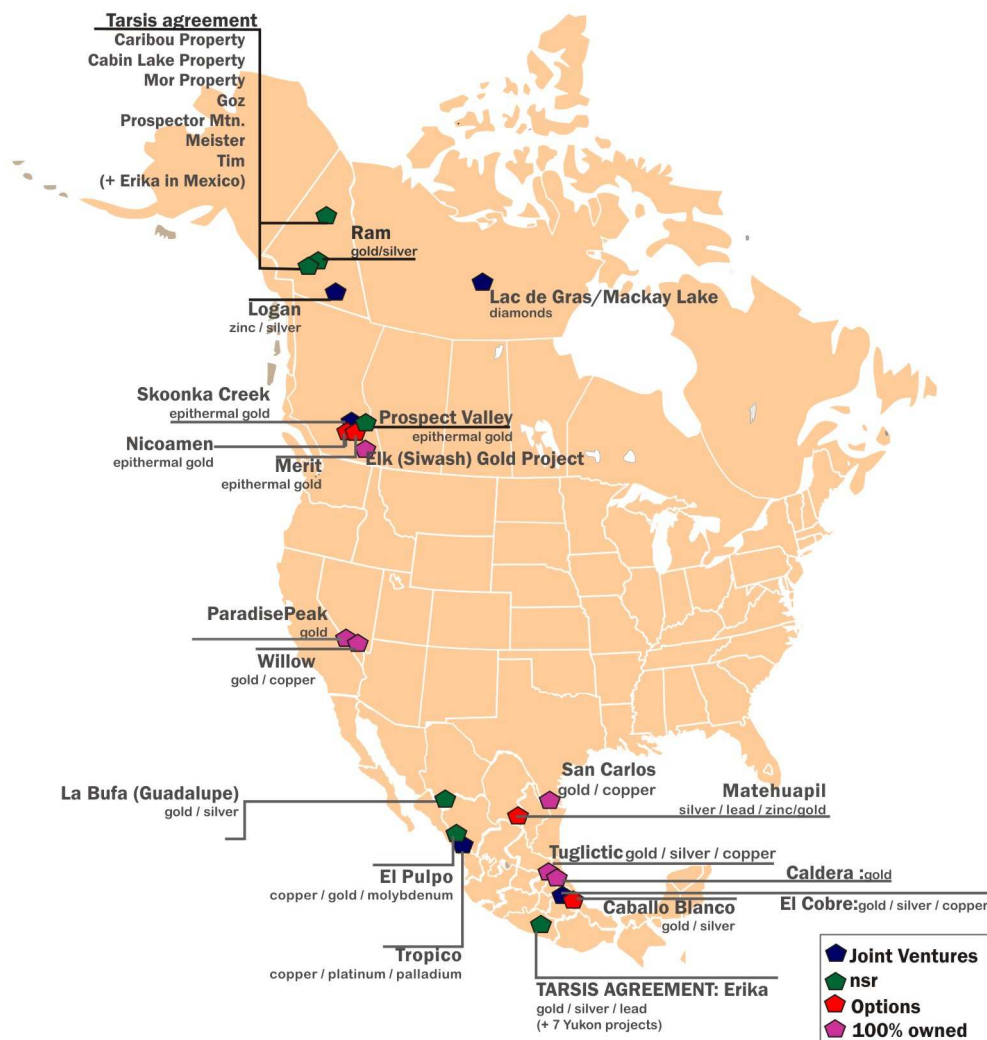 Tarsis agreement
Caribou Property
Cabin Lake Property
Mor Property
Goz
Prospector Mtn.
Meister
Tim
(+ Erika in Mexico)
Ram
gold/silver
Lac de Gras/Mackay Lake
diamonds
Logan
zinc / silver
Skoonka Creek
epithermal gold
Prospect Valley
epithermal gold
Nicoamen
epithermal gold
Merit
epithermal gold
Elk (Siwash) Gold Project
ParadisePeak
gold
Willow
gold / copper
San Carlos
gold / copper
La Bufa (Guadalupe)
gold / silver
Matehuapil
silver / lead / zinc/gold
Tuglictic gold / silver / copper
El Pulpo
copper / gold / molybdenum
Caldera :gold
El Cobre:gold / silver / copper
Caballo Blanco
gold / silver
Tropico
copper / platinum / palladium
TARSIS AGREEMENT: Erika
gold / silver / lead
(+ 7 Yukon projects)
Joint Ventures
nsr
Options
100% owned